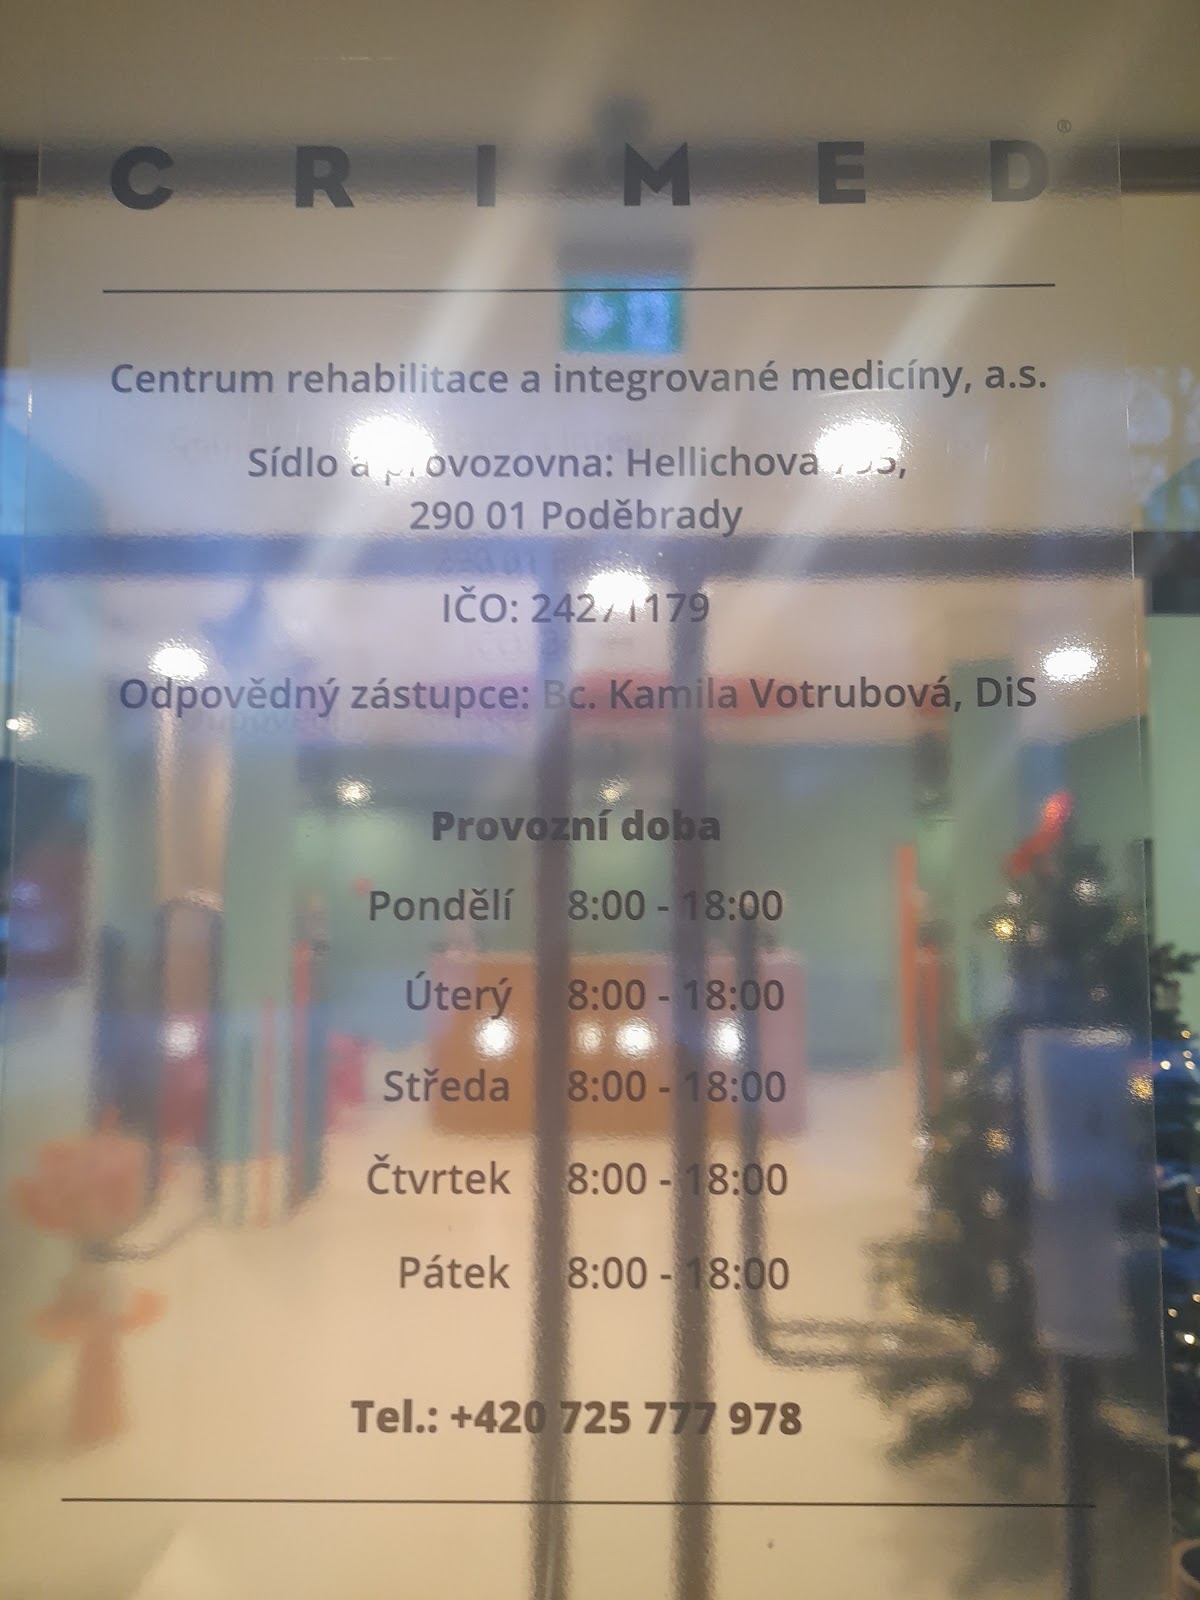 CRIMED®
Centrum rehabilitace a integrované medicíny, a.s.
Sídlo a provozovna: Hellichova
290 01 Poděbrady
IČO:
Odpovědný zástupce: Bc. Kamila Votrubová, DiS
Provozní doba
Pondělí 8:00 - 18:00
Úterý 8:00 - 18:00
Středa 8:00 - 18:00
Čtvrtek 8:00 - 18:00
Pátek 8:00 - 18:00
Tel.: +420 725 777 978